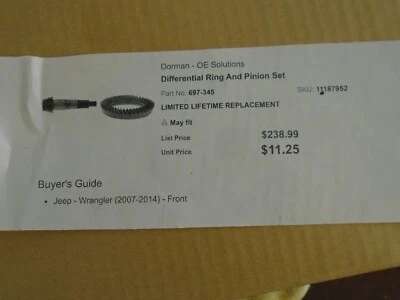 Dorman - OE Solutions
Differential Ring And Pinion Set
Part No: 697-345 SKU: 11187952
LIMITED LIFETIME REPLACEMENT
⚠ May fit
List Price $238.99
Unit Price $11.25
Buyer's Guide
• Jeep - Wrangler (2007-2014) - Front